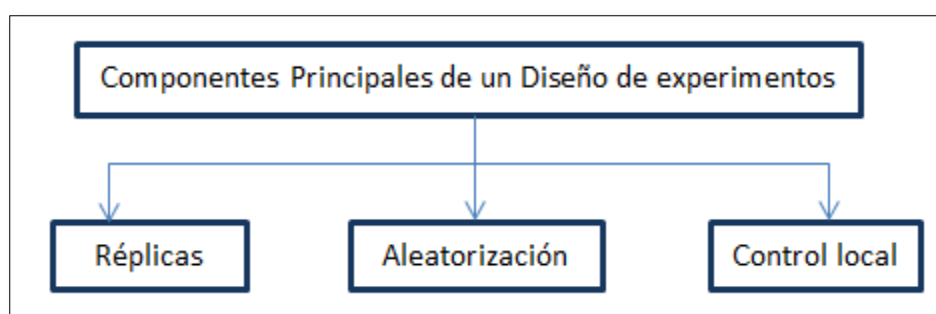 Componentes Principales de un Diseño de experimentos
Réplicas
Aleatorización
Control local